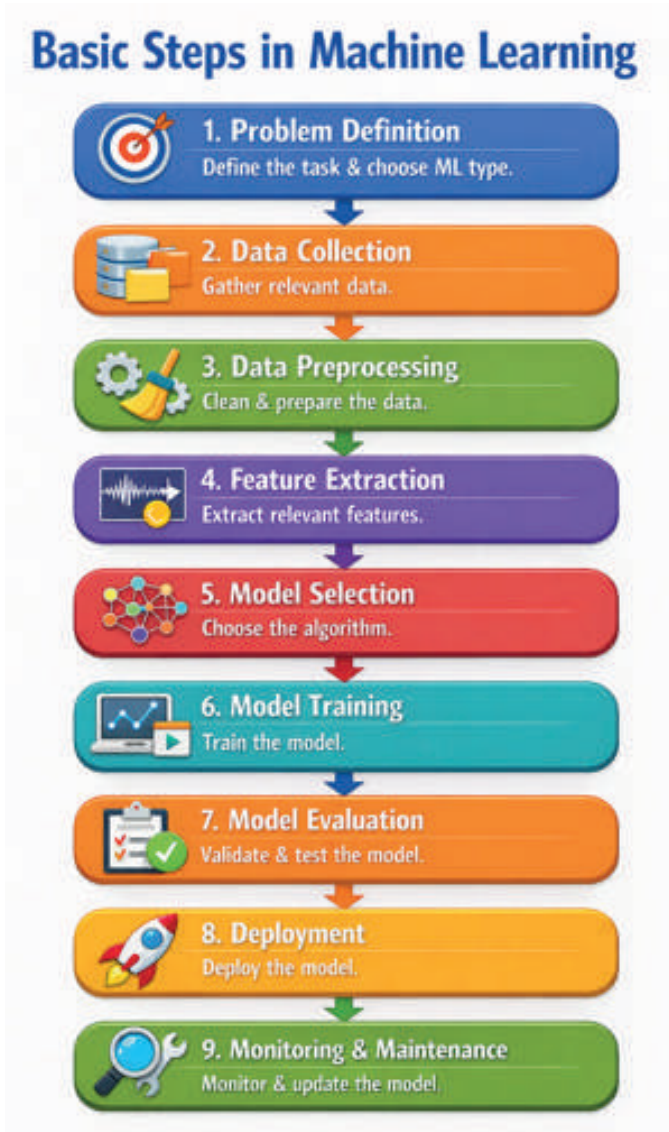 Basic Steps in Machine Learning
1. Problem Definition
Define the task & choose ML type.
2. Data Collection
Gather relevant data.
3. Data Preprocessing
Clean & prepare the data.
4. Feature Extraction
Extract relevant features.
5. Model Selection
Choose the algorithm.
6. Model Training
Train the model.
7. Model Evaluation
Validate & test the model.
8. Deployment
Deploy the model.
9. Monitoring & Maintenance
Monitor & update the model.